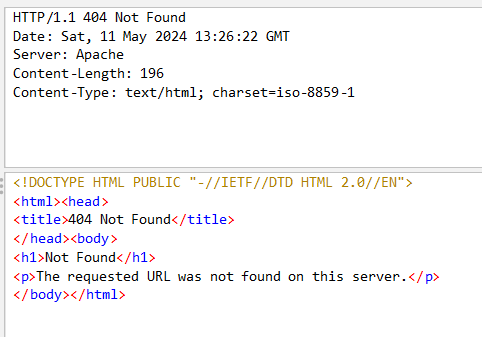 HTTP/1.1 404 Not Found
Date: Sat, 11 May 2024 13:26:22 GMT
Server: Apache
Content-Length: 196
Content-Type: text/html; charset=iso-8859-1
<!DOCTYPE HTML PUBLIC "-//IETF//DTD HTML 2.0//EN">
<html><head>
<title>404 Not Found</title>
</head><body>
<h1>Not Found</h1>
<p>The requested URL was not found on this server.</p>
</body></html>